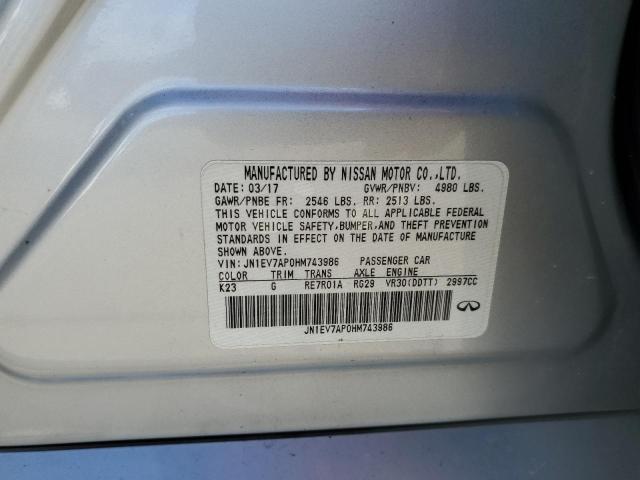 MANUFACTURED BY NISSAN MOTOR CO.,LTD.
DATE: 03/17 GVWR/PNBV: 4980 LBS.
GAWR/PNBE FR: 2546 LBS. RR: 2513 LBS.
THIS VEHICLE CONFORMS TO ALL APPLICABLE FEDERAL
MOTOR VEHICLE SAFETY,BUMPER,AND THEFT PREVENTION
STANDARDS IN EFFECT ON THE DATE OF MANUFACTURE
SHOWN ABOVE.
VIN: JN1EV7AP0HM743986 PASSENGER CAR
COLOR TRIM TRANS AXLE ENGINE
K23 G RE7R01A RG29 VR30(DDTT) 2997CC
JN1EV7AP0HM743986